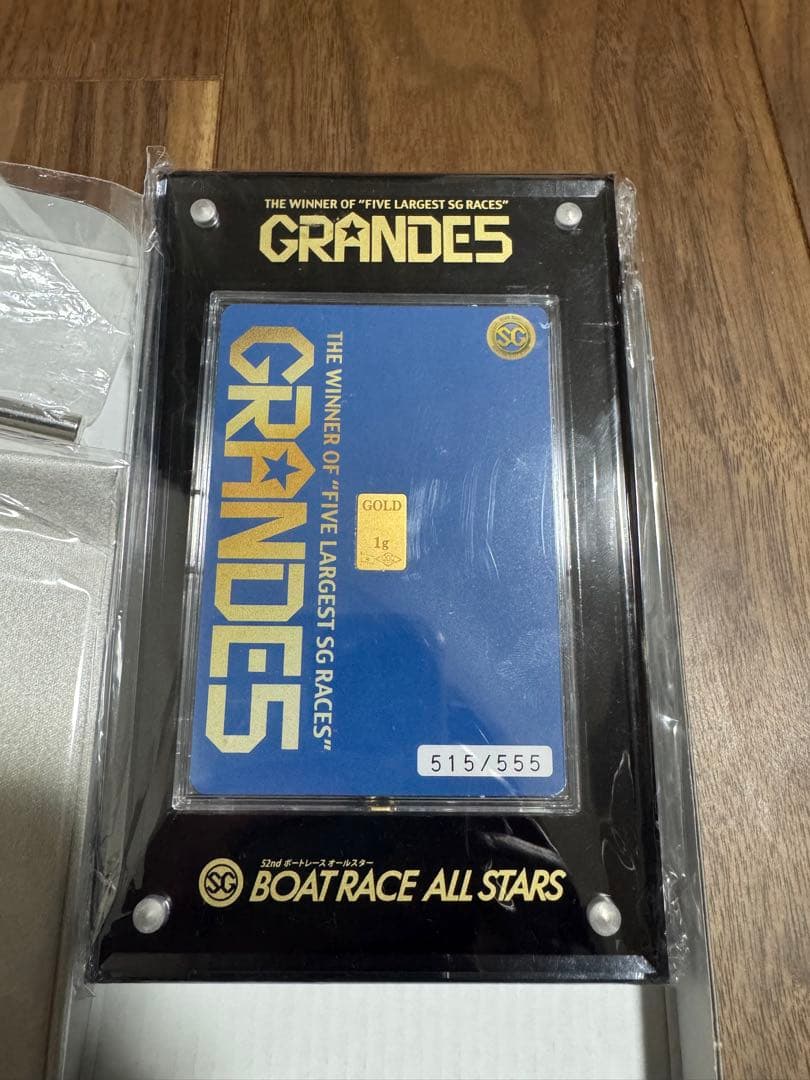 THE WINNER OF "FIVE LARGEST SG RACES"
GRANDE5
SG
THE WINNER OF "FIVE LARGEST SG RACES"
GRANDE5
GOLD
1g
515/555
52nd ボートレースオールスター
SG BOAT RACE ALL STARS